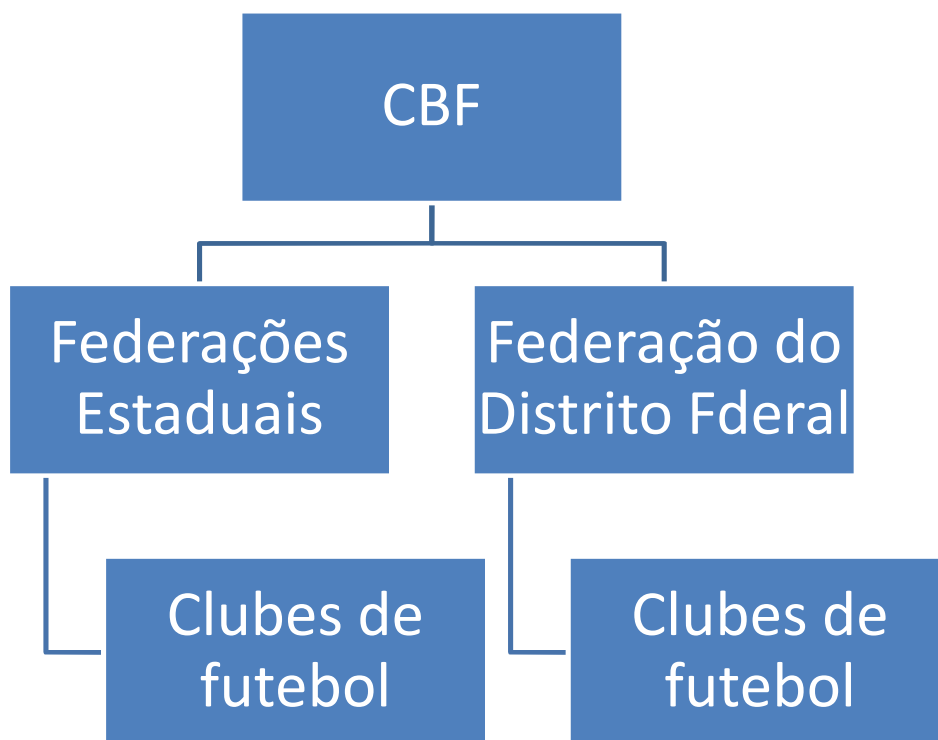 CBF
Federações
Estaduais
Federação do
Distrito Fderal
Clubes de
futebol
Clubes de
futebol